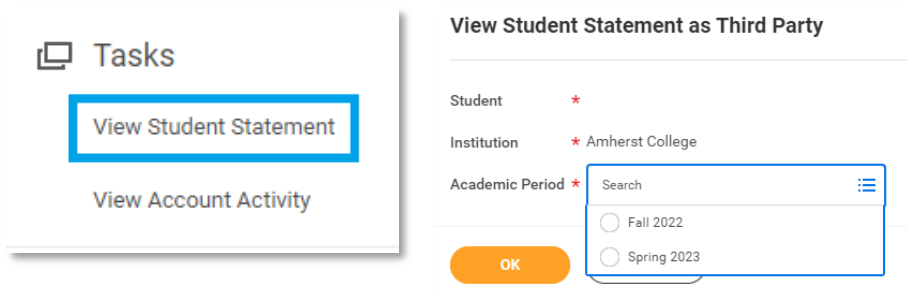 Tasks
View Student Statement
View Account Activity
View Student Statement as Third Party
Student *
Institution * Amherst College
Academic Period * Search
Fall 2022
Spring 2023
OK